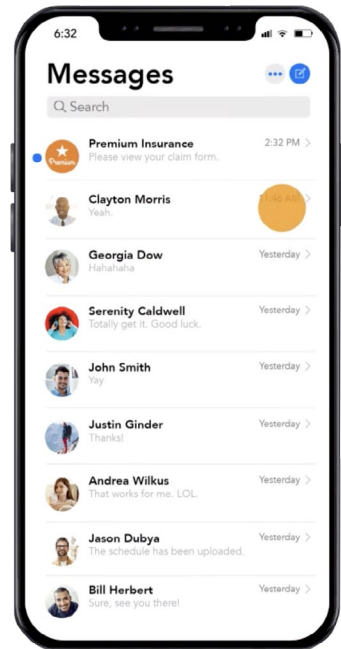 6:32
Messages
Search
Premium Insurance 2:32 PM
Premium
Please view your claim form.
Clayton Morris 11:46 AM
Yeah.
Georgia Dow Yesterday
Hahahaha
Serenity Caldwell Yesterday
Totally get it. Good luck.
John Smith Yesterday
Yay
Justin Ginder Yesterday
Thanks!
Andrea Wilkus Yesterday
That works for me. LOL.
Jason Dubya Yesterday
The schedule has been uploaded.
Bill Herbert Yesterday
Sure, see you there!